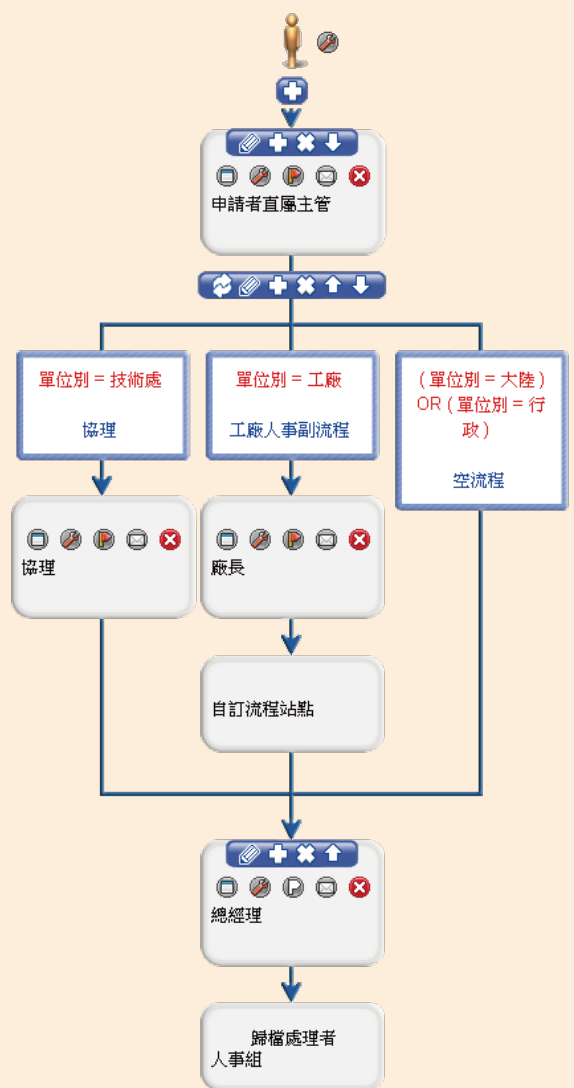 申請者直屬主管
單位別 = 技術處
協理
單位別 = 工廠
工廠人事副流程
( 單位別 = 大陸 )
OR ( 單位別 = 行
政 )
空流程
協理
廠長
自訂流程站點
總經理
歸檔處理者
人事組